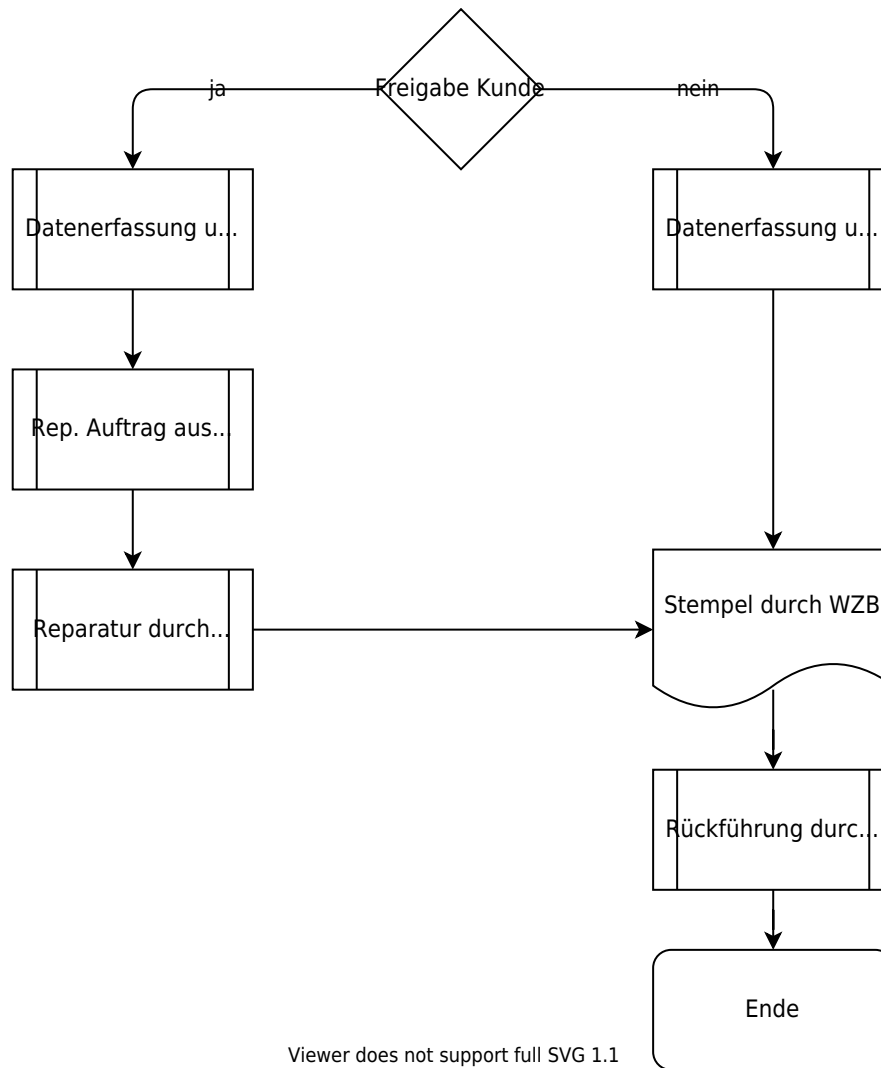 Freigabe Kunde
ja
nein
Datenerfassung u...
Datenerfassung u...
Rep. Auftrag aus...
Reparatur durch...
Stempel durch WZB
Rückführung durc...
Ende
Viewer does not support full SVG 1.1